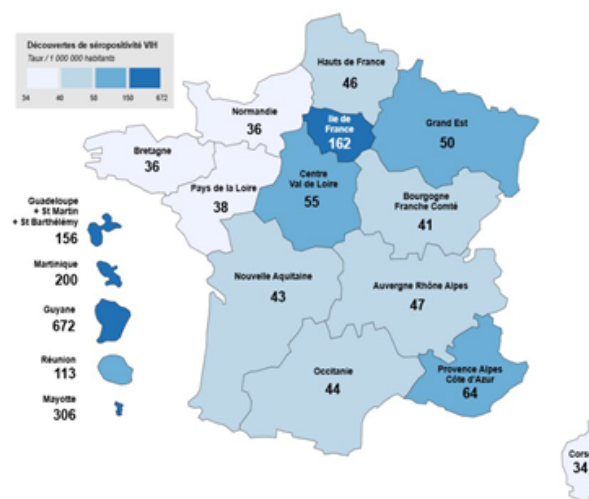 Découvertes de séropositivité VIH
Taux / 1 000 000 habitants
34 40 50 150 672
Hauts de France
46
Normandie
36
Ile de
France
162
Grand Est
50
Bretagne
36
Pays de la Loire
38
Centre
Val de Loire
55
Bourgogne
Franche Comté
41
Guadeloupe
+ St Martin
+ St Barthélémy
156
Martinique
200
Guyane
672
Réunion
113
Mayotte
306
Nouvelle Aquitaine
43
Auvergne Rhône Alpes
47
Occitanie
44
Provence Alpes
Côte d'Azur
64
Corse
34